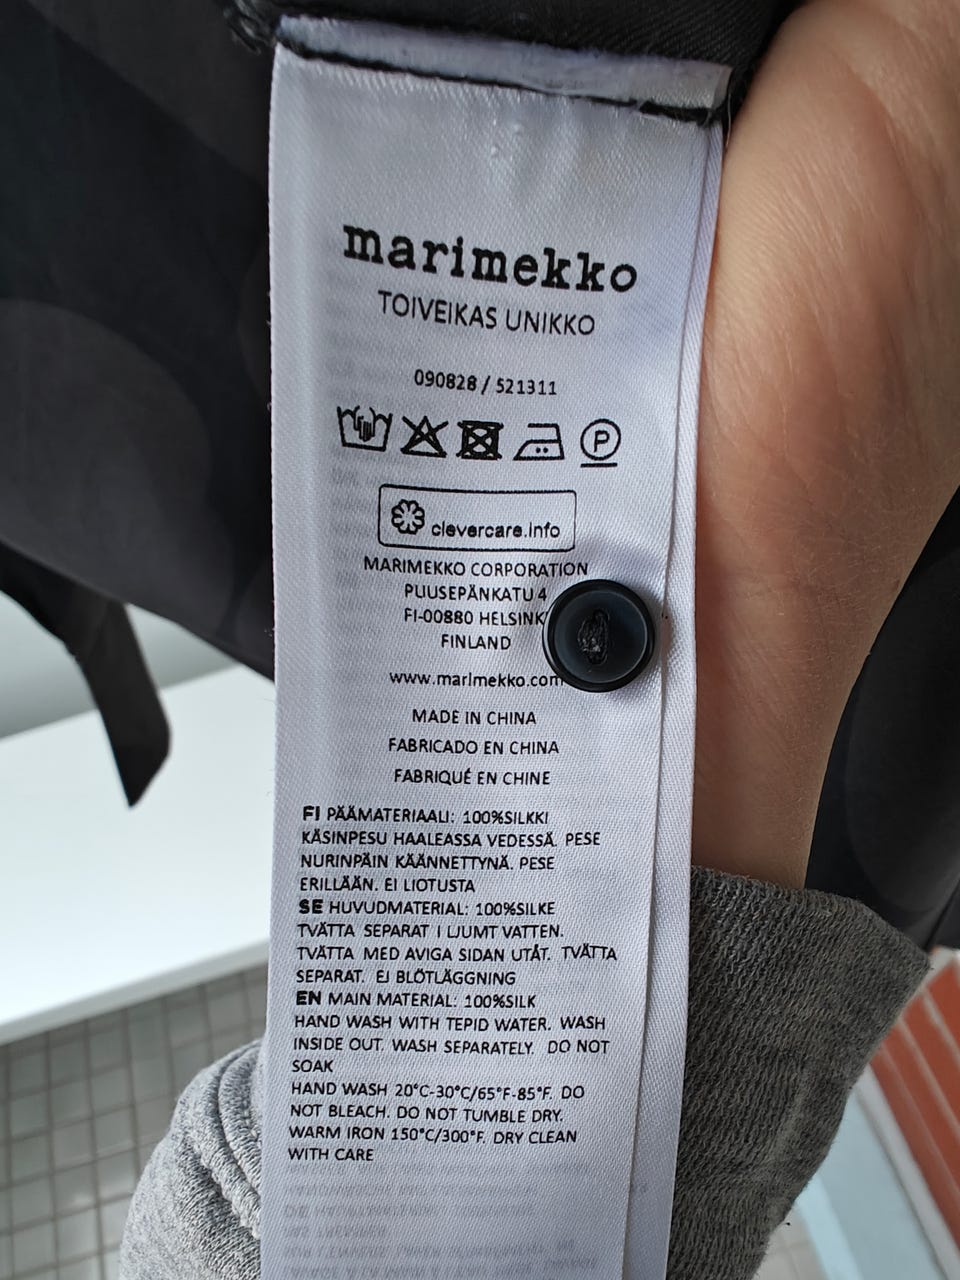 marimekko
TOIVEIKAS UNIKKO
090828 / 521311
P
clevercare.info
MARIMEKKO CORPORATION
PUUSEPÄNKATU 4
FI-00880 HELSINK
FINLAND
www.marimekko.com
MADE IN CHINA
FABRICADO EN CHINA
FABRIQUÉ EN CHINE
FI PÄÄMATERIAALI: 100%SILKKI
KÄSINPESU HAALEASSA VEDESSÄ. PESE
NURINPÄIN KÄÄNNETTYNÄ. PESE
ERILLÄÄN. EI LIOTUSTA
SE HUVUDMATERIAL: 100%SILKE
TVÄTTA SEPARAT I LJUMT VATTEN.
TVÄTTA MED AVIGA SIDAN UTÅT. TVÄTTA
SEPARAT. EJ BLÖTLÄGGNING
EN MAIN MATERIAL: 100%SILK
HAND WASH WITH TEPID WATER. WASH
INSIDE OUT. WASH SEPARATELY. DO NOT
SOAK
HAND WASH 20°C-30°C/65°F-85°F. DO
NOT BLEACH. DO NOT TUMBLE DRY.
WARM IRON 150°C/300°F. DRY CLEAN
WITH CARE